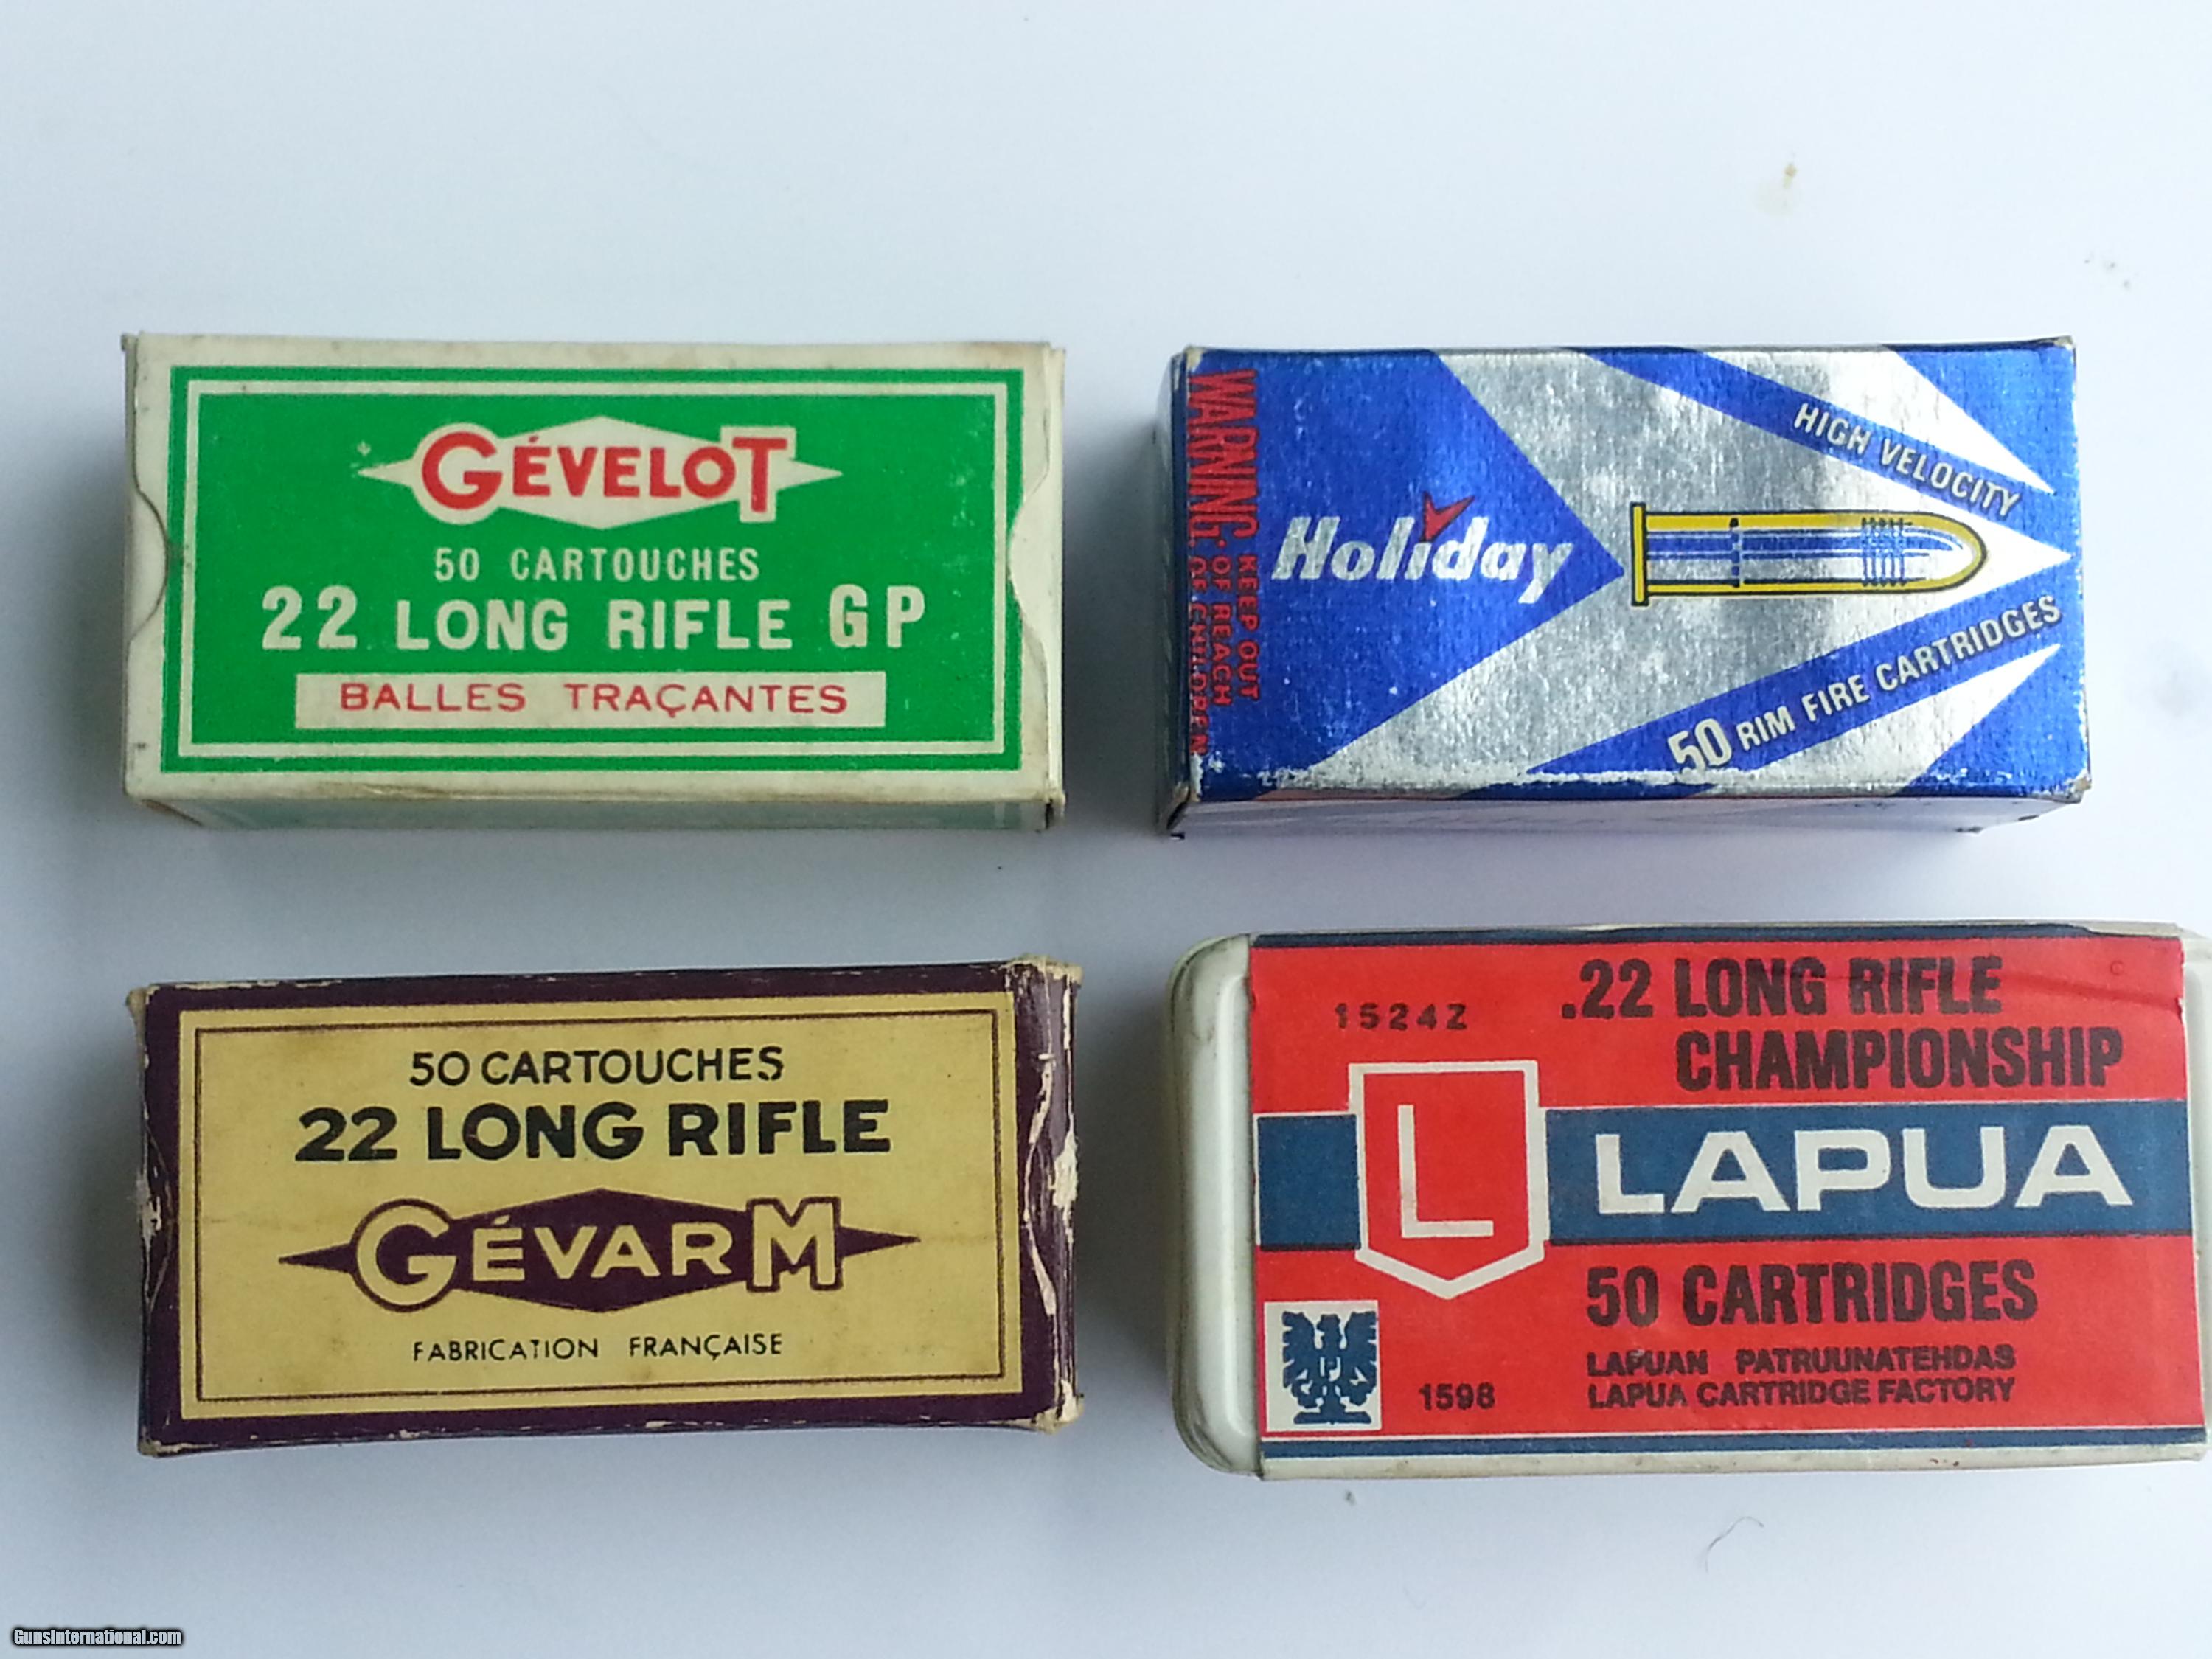 GÉVELOT
50 CARTOUCHES
22 LONG RIFLE GP
BALLES TRAÇANTES
WARNING: KEEP OUT
OF REACH
OF CHILDREN
Holiday
HIGH VELOCITY
50 RIM FIRE CARTRIDGES
50 CARTOUCHES
22 LONG RIFLE
GÉVARM
FABRICATION FRANÇAISE
1524Z
.22 LONG RIFLE
CHAMPIONSHIP
L LAPUA
50 CARTRIDGES
LAPUAN PATRUUNATEHDAS
LAPUA CARTRIDGE FACTORY
P
1598
GunsInternational.com